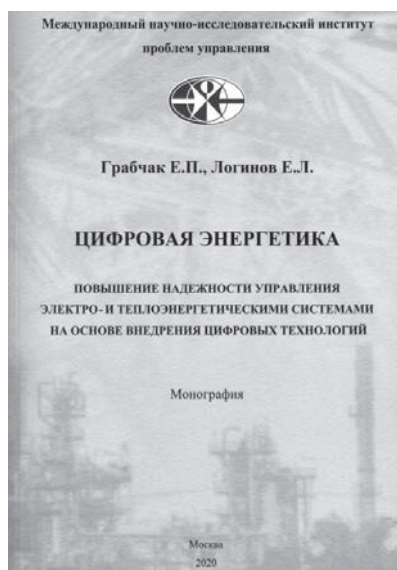 Международный научно-исследовательский институт
проблем управления
Грабчак Е.П., Логинов Е.Л.
ЦИФРОВАЯ ЭНЕРГЕТИКА
ПОВЫШЕНИЕ НАДЕЖНОСТИ УПРАВЛЕНИЯ
ЭЛЕКТРО- И ТЕПЛОЭНЕРГЕТИЧЕСКИМИ СИСТЕМАМИ
НА ОСНОВЕ ВНЕДРЕНИЯ ЦИФРОВЫХ ТЕХНОЛОГИЙ
Монография
Москва
2020